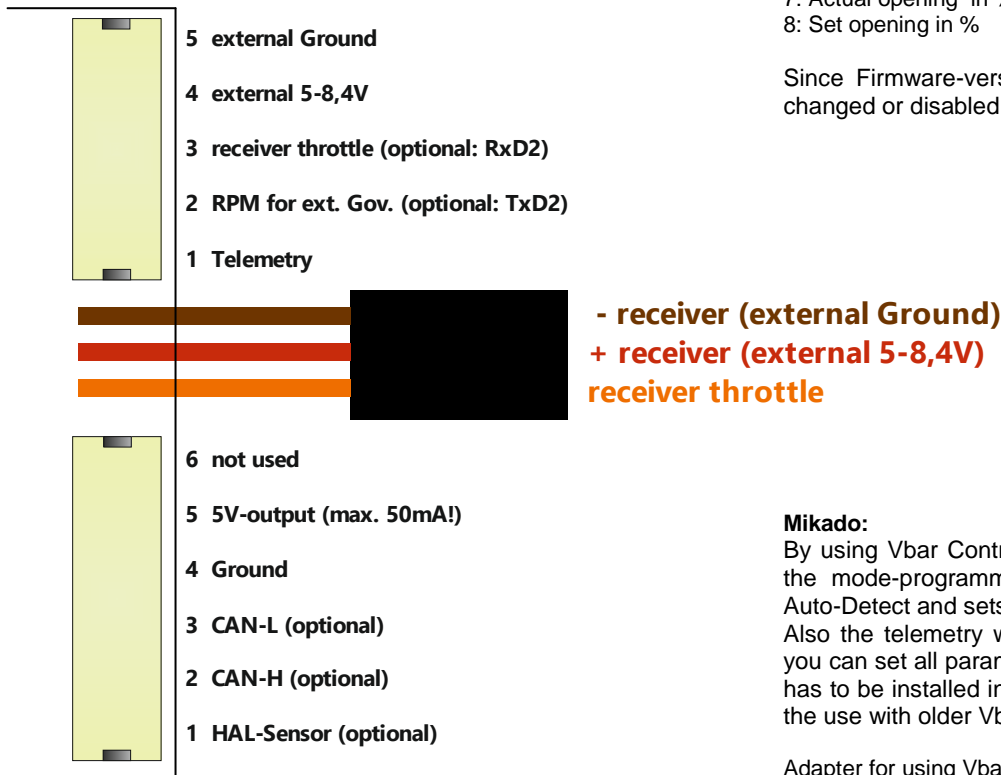 5 external Ground
4 external 5-8,4V
3 receiver throttle (optional: RxD2)
2 RPM for ext. Gov. (optional: TxD2)
1 Telemetry
- receiver (external Ground)
+ receiver (external 5-8,4V)
receiver throttle
6 not used
5 5V-output (max. 50mA!)
4 Ground
3 CAN-L (optional)
2 CAN-H (optional)
1 HAL-Sensor (optional)
7: Actual opening in
8: Set opening in %
Since Firmware-vers
changed or disabled
Mikado:
By using Vbar Contr
the mode-programm
Auto-Detect and sets
Also the telemetry w
you can set all parar
has to be installed in
the use with older Vb
Adapter for using Vba